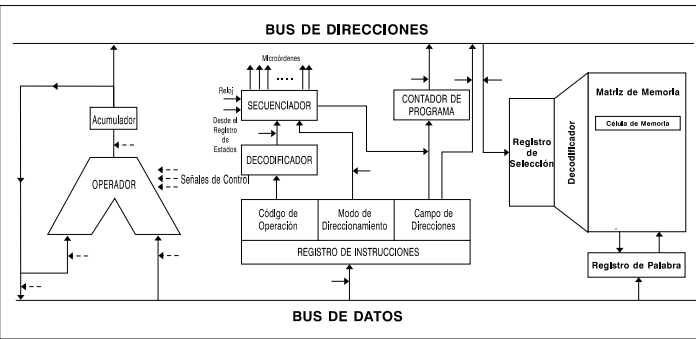 BUS DE DIRECCIONES
Microórdenes
Reloj
SECUENCIADOR
Desde el
Registro
de
Estados
DECODIFICADOR
CONTADOR DE
PROGRAMA
Acumulador
OPERADOR
Señales de Control
Código de
Operación
Modo de
Direccionamiento
Campo de
Direcciones
REGISTRO DE INSTRUCCIONES
Registro
de
Selección
Decodificador
Matriz de Memoria
Célula de Memoria
Registro de Palabra
BUS DE DATOS